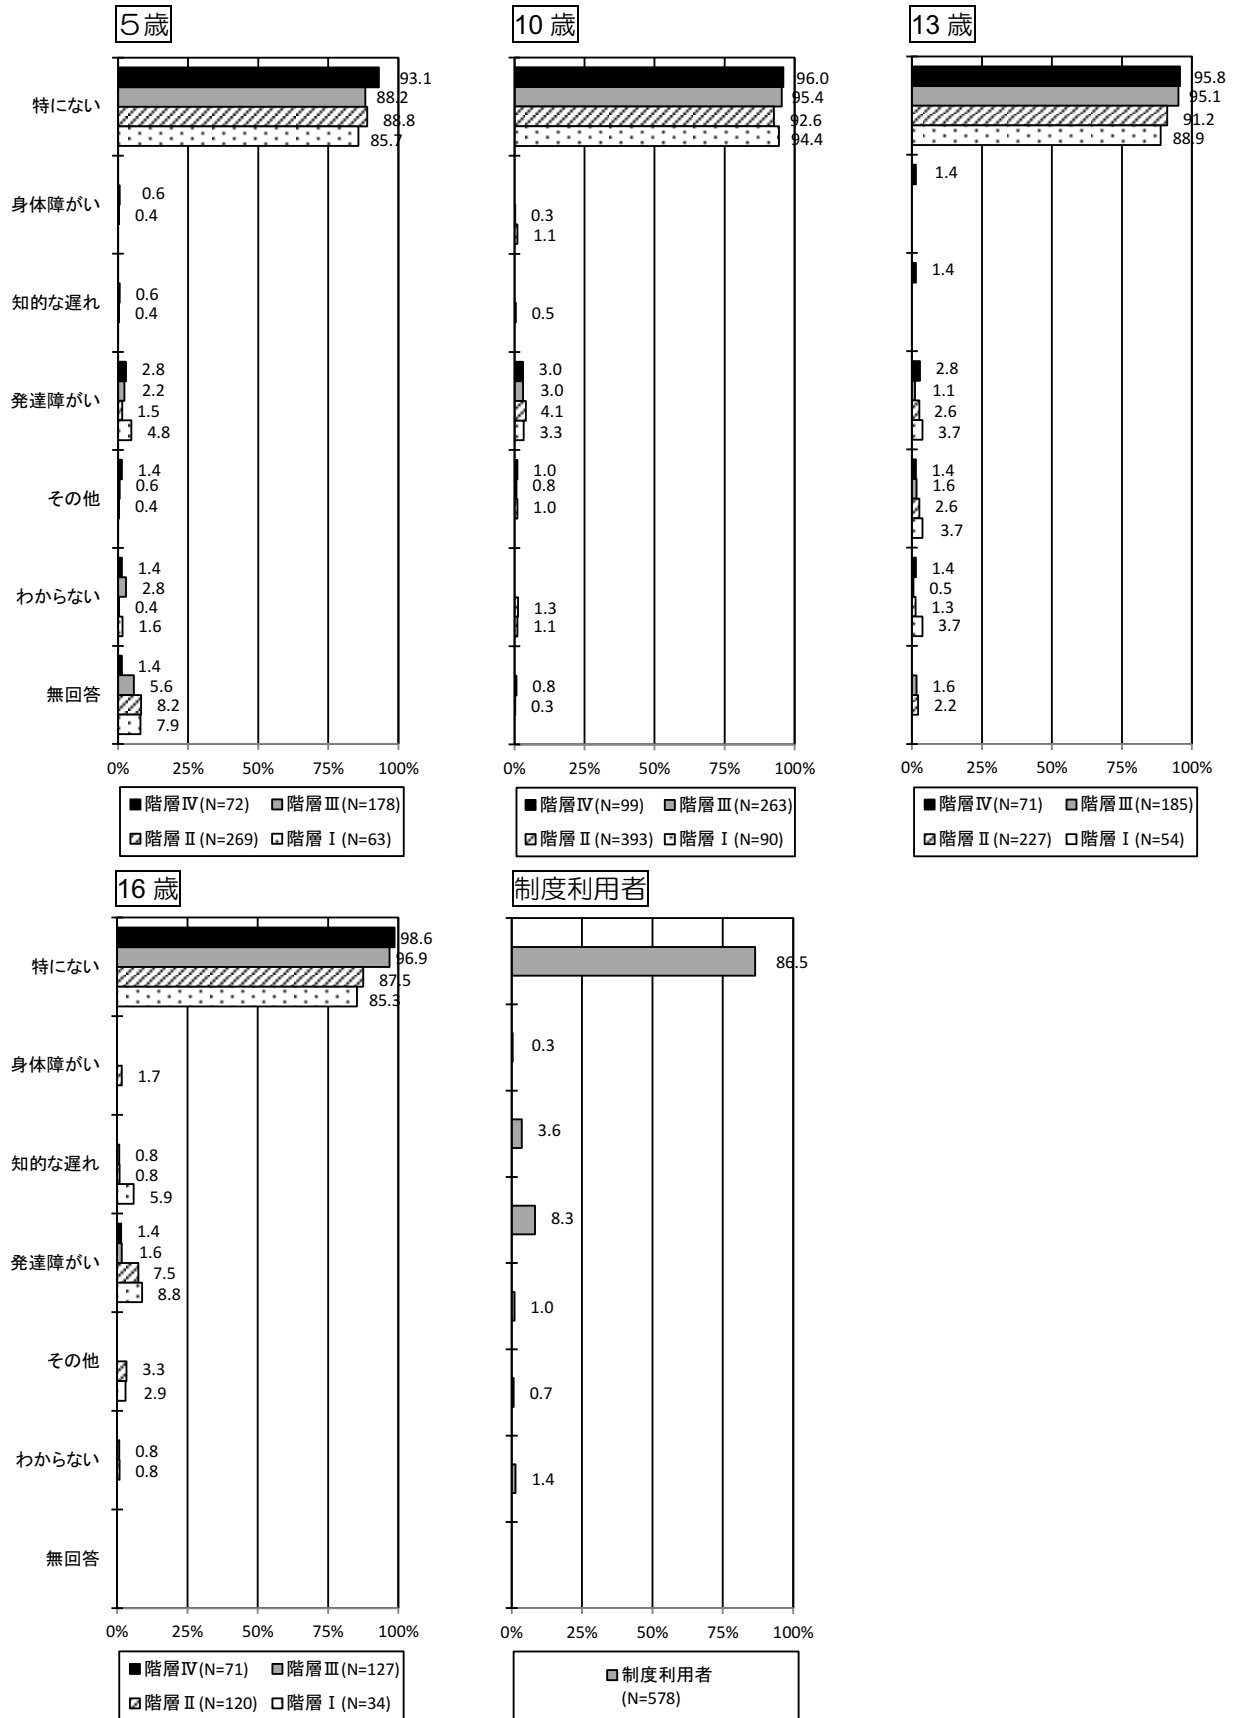 ５歳
特にない
93.1
88.2
88.8
85.7
身体障がい
0.6
0.4
知的な遅れ
0.6
0.4
発達障がい
2.8
2.2
1.5
4.8
その他
1.4
0.6
0.4
わからない
1.4
2.8
0.4
1.6
無回答
1.4
5.6
8.2
7.9
0% 25% 50% 75% 100%
■階層Ⅳ(N=72) 階層Ⅲ(N=178)
階層Ⅱ(N=269) 階層Ⅰ(N=63)
10 歳
96.0
95.4
92.6
94.4
0.3
1.1
0.5
3.0
3.0
4.1
3.3
1.0
0.8
1.0
1.3
1.1
0.8
0.3
0% 25% 50% 75% 100%
■階層Ⅳ(N=99) 階層Ⅲ(N=263)
階層Ⅱ(N=393) 階層Ⅰ(N=90)
13 歳
95.8
95.1
91.2
88.9
1.4
1.4
2.8
1.1
2.6
3.7
1.4
1.6
2.6
3.7
1.4
0.5
1.3
3.7
1.6
2.2
0% 25% 50% 75% 100%
■階層Ⅳ(N=71) 階層Ⅲ(N=185)
階層Ⅱ(N=227) 階層Ⅰ(N=54)
16 歳
特にない
98.6
96.9
87.5
85.3
身体障がい
1.7
知的な遅れ
0.8
0.8
5.9
発達障がい
1.4
1.6
7.5
8.8
その他
3.3
2.9
わからない
0.8
0.8
無回答
0% 25% 50% 75% 100%
■階層Ⅳ(N=71) 階層Ⅲ(N=127)
階層Ⅱ(N=120) 階層Ⅰ(N=34)
制度利用者
86.5
0.3
3.6
8.3
1.0
0.7
1.4
0% 25% 50% 75% 100%
制度利用者
(N=578)